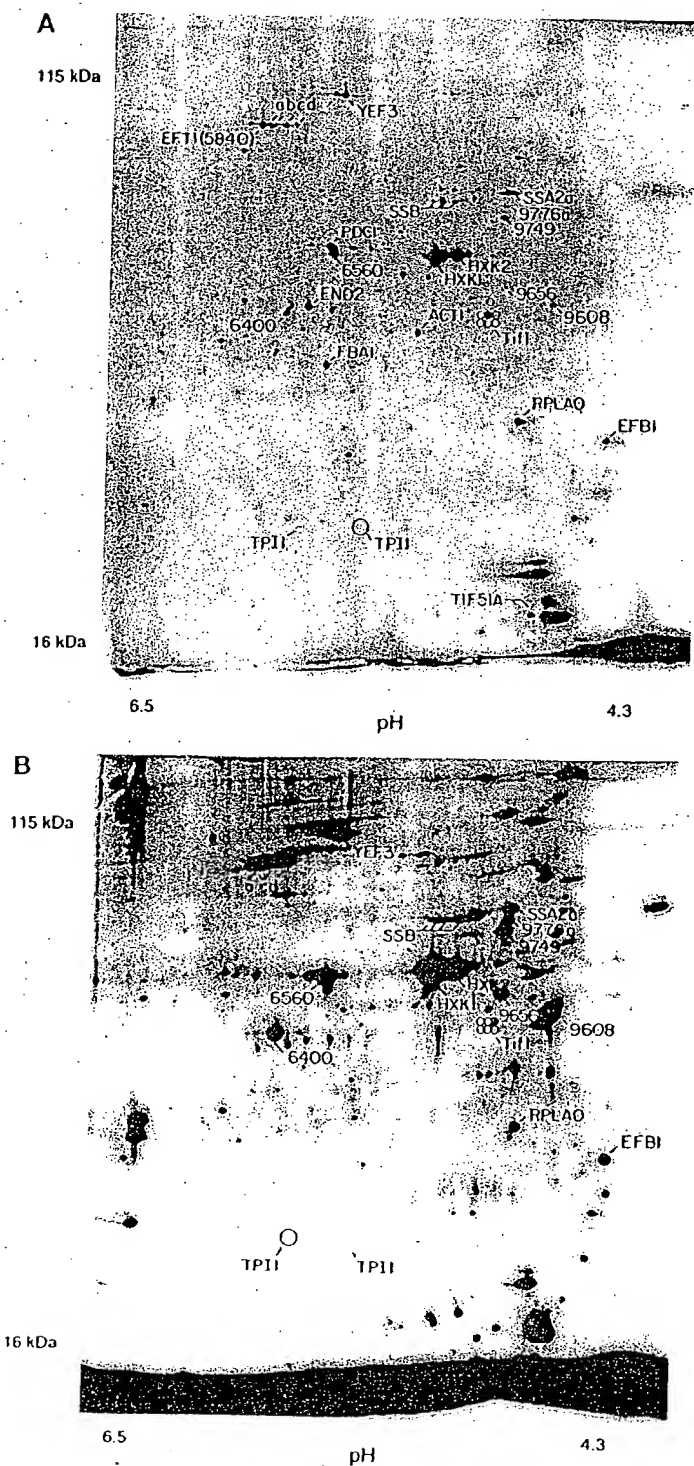 A
115 kDa
abcd
YEF3
EFT1(5840)
SSB
SSA2a
9776a
9749
PDC1
6560
HXK2
HXK1
ENO2
9656
6400
ACT1
9608
Tif1
FBA1
RPLA0
EFB1
TPI1
TPI1
TIF51A
16 kDa
6.5
4.3
pH
B
115 kDa
YEF3
SSB
9749
6560
HXK1
9656
9608
Tif1
6400
RPLA0
EFB1
TPI1
TPI1
16 kDa
6.5
4.3
pH